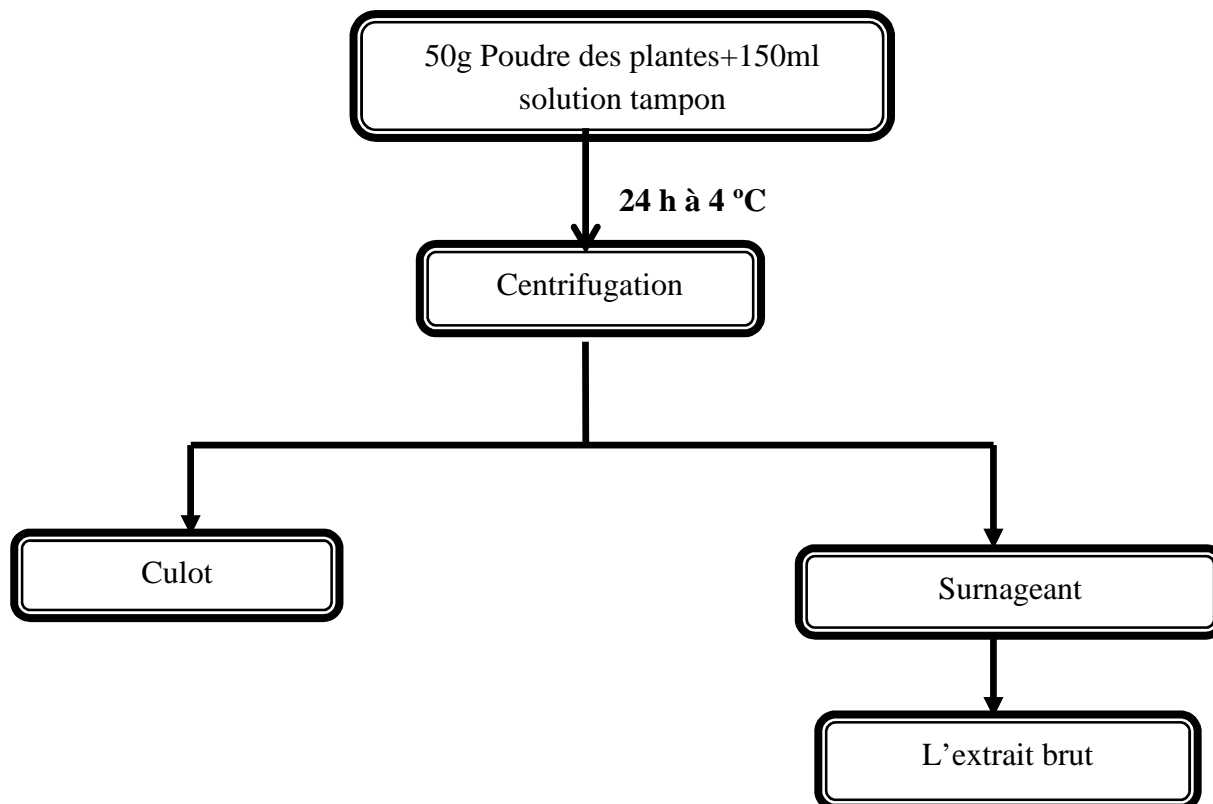 50g Poudre des plantes+150ml
solution tampon
24 h à 4 ºC
Centrifugation
Culot
Surnageant
L’extrait brut